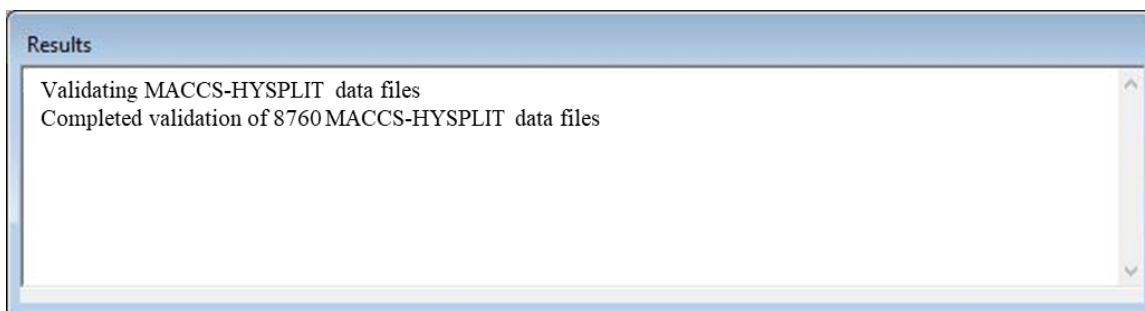 Results
Validating MACCS-HYSPLIT data files
Completed validation of 8760 MACCS-HYSPLIT data files